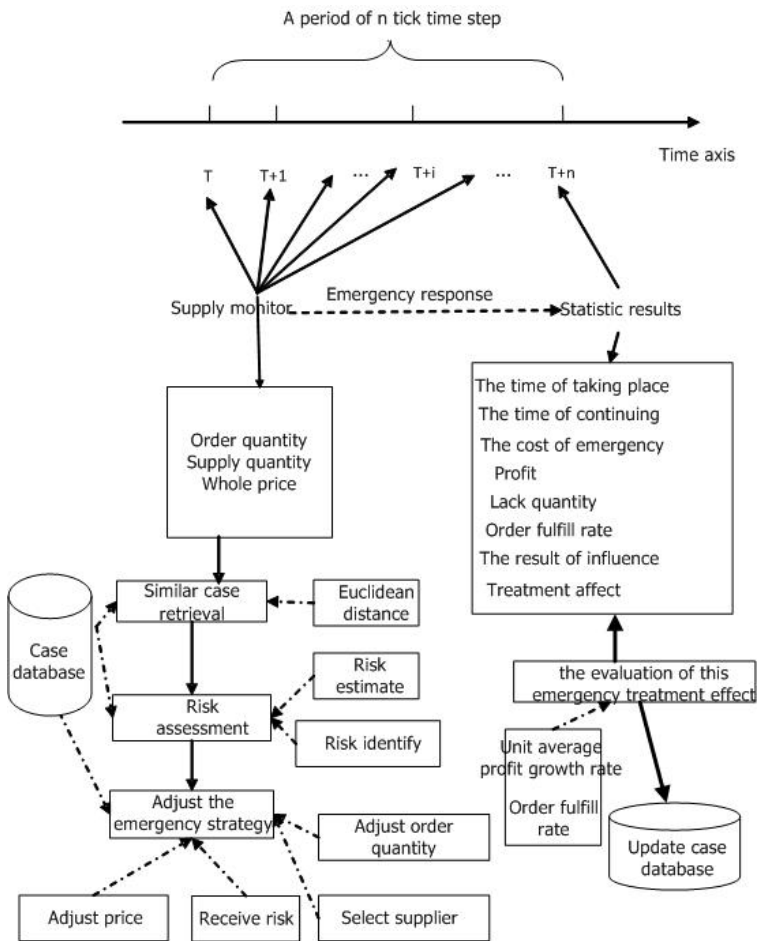 A period of n tick time step
Time axis
T T+1 ... T+i ... T+n
Supply monitor
Emergency response
Statistic results
Order quantity
Supply quantity
Whole price
The time of taking place
The time of continuing
The cost of emergency
Profit
Lack quantity
Order fulfill rate
The result of influence
Treatment affect
Similar case
retrieval
Euclidean
distance
Case
database
Risk
estimate
Risk
assessment
Risk identify
Adjust the
emergency strategy
Adjust order
quantity
Adjust price
Receive risk
Select supplier
the evaluation of this
emergency treatment effect
Unit average
profit growth rate
Order fulfill
rate
Update case
database